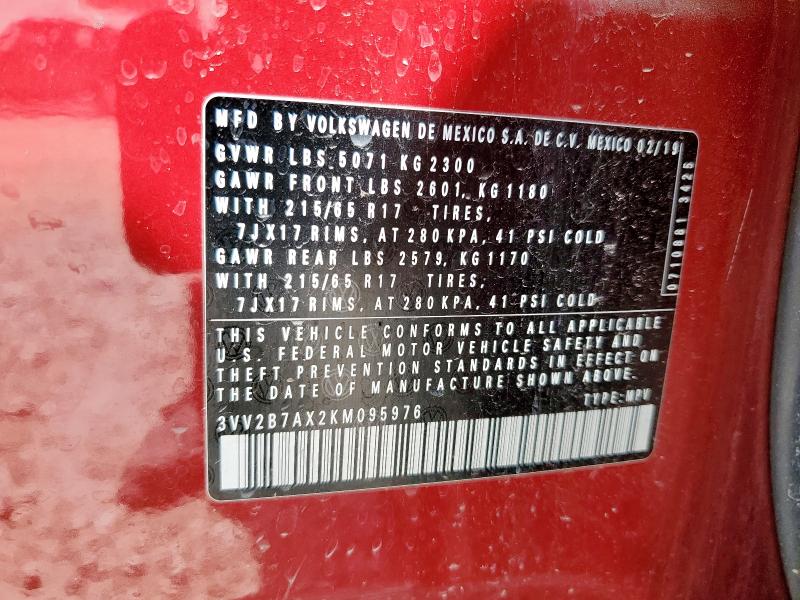 MFD BY VOLKSWAGEN DE MEXICO S.A. DE C.V. MEXICO 02/19
GVWR LBS 5071 KG 2300
GAWR FRONT LBS 2601, KG 1180
WITH 215/65 R17 TIRES,
7JX17 RIMS, AT 280 KPA, 41 PSI COLD
GAWR REAR LBS 2579, KG 1170
WITH 215/65 R17 TIRES,
7JX17 RIMS, AT 280 KPA, 41 PSI COLD
0710881 3425
THIS VEHICLE CONFORMS TO ALL APPLICABLE
U.S. FEDERAL MOTOR VEHICLE SAFETY AND
THEFT PREVENTION STANDARDS IN EFFECT ON
THE DATE OF MANUFACTURE SHOWN ABOVE.
TYPE: MPV
3VV2B7AX2KM095976